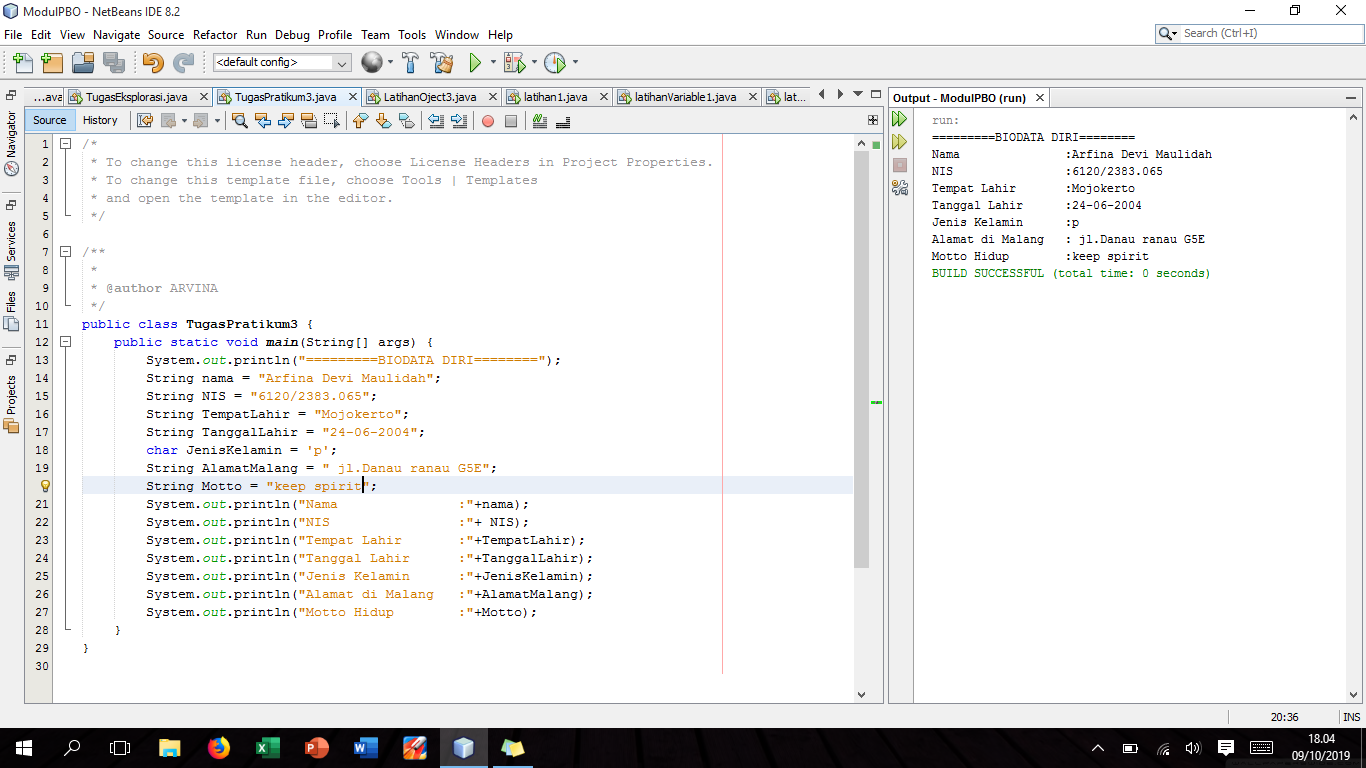 ModulPBO - NetBeans IDE 8.2
File Edit View Navigate Source Refactor Run Debug Profile Team Tools Window Help
Search (Ctrl+I)
<default config>
...ava TugasEksplorasi.java TugasPratikum3.java LatihanOject3.java latihan1.java latihanVariable1.java lat...
Source History
Navigator
Services
Files
Projects
1 /*
2 * To change this license header, choose License Headers in Project Properties.
3 * To change this template file, choose Tools | Templates
4 * and open the template in the editor.
5 */
6
7 /**
8 *
9 * @author ARVINA
10 */
11 public class TugasPratikum3 {
12 public static void main(String[] args) {
13 System.out.println("=========BIODATA DIRI========");
14 String nama = "Arfina Devi Maulidah";
15 String NIS = "6120/2383.065";
16 String TempatLahir = "Mojokerto";
17 String TanggalLahir = "24-06-2004";
18 char JenisKelamin = 'p';
19 String AlamatMalang = " jl.Danau ranau G5E";
String Motto = "keep spirit";
21 System.out.println("Nama               :"+nama);
22 System.out.println("NIS                :"+ NIS);
23 System.out.println("Tempat Lahir       :"+TempatLahir);
24 System.out.println("Tanggal Lahir      :"+TanggalLahir);
25 System.out.println("Jenis Kelamin      :"+JenisKelamin);
26 System.out.println("Alamat di Malang   :"+AlamatMalang);
27 System.out.println("Motto Hidup        :"+Motto);
28 }
29 }
30
Output - ModulPBO (run)
run:
=========BIODATA DIRI========
Nama               :Arfina Devi Maulidah
NIS                :6120/2383.065
Tempat Lahir       :Mojokerto
Tanggal Lahir      :24-06-2004
Jenis Kelamin      :p
Alamat di Malang   : jl.Danau ranau G5E
Motto Hidup        :keep spirit
BUILD SUCCESSFUL (total time: 0 seconds)
20:36 INS
18.04
09/10/2019